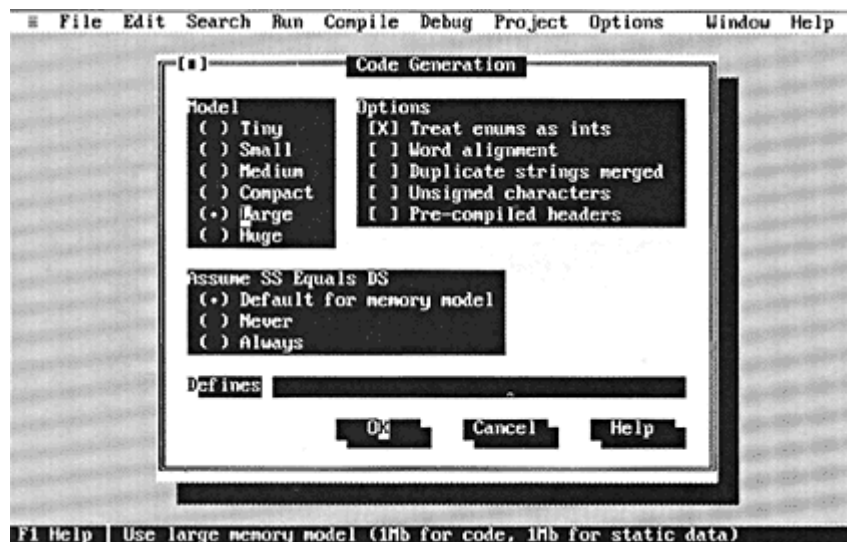 ≡ File Edit Search Run Compile Debug Project Options Window Help
[■] Code Generation
Model
( ) Tiny
( ) Small
( ) Medium
( ) Compact
(•) Large
( ) Huge
Options
[X] Treat enums as ints
[ ] Word alignment
[ ] Duplicate strings merged
[ ] Unsigned characters
[ ] Pre-compiled headers
Assume SS Equals DS
(•) Default for memory model
( ) Never
( ) Always
Defines
OK Cancel Help
F1 Help | Use large memory model (1Mb for code, 1Mb for static data)